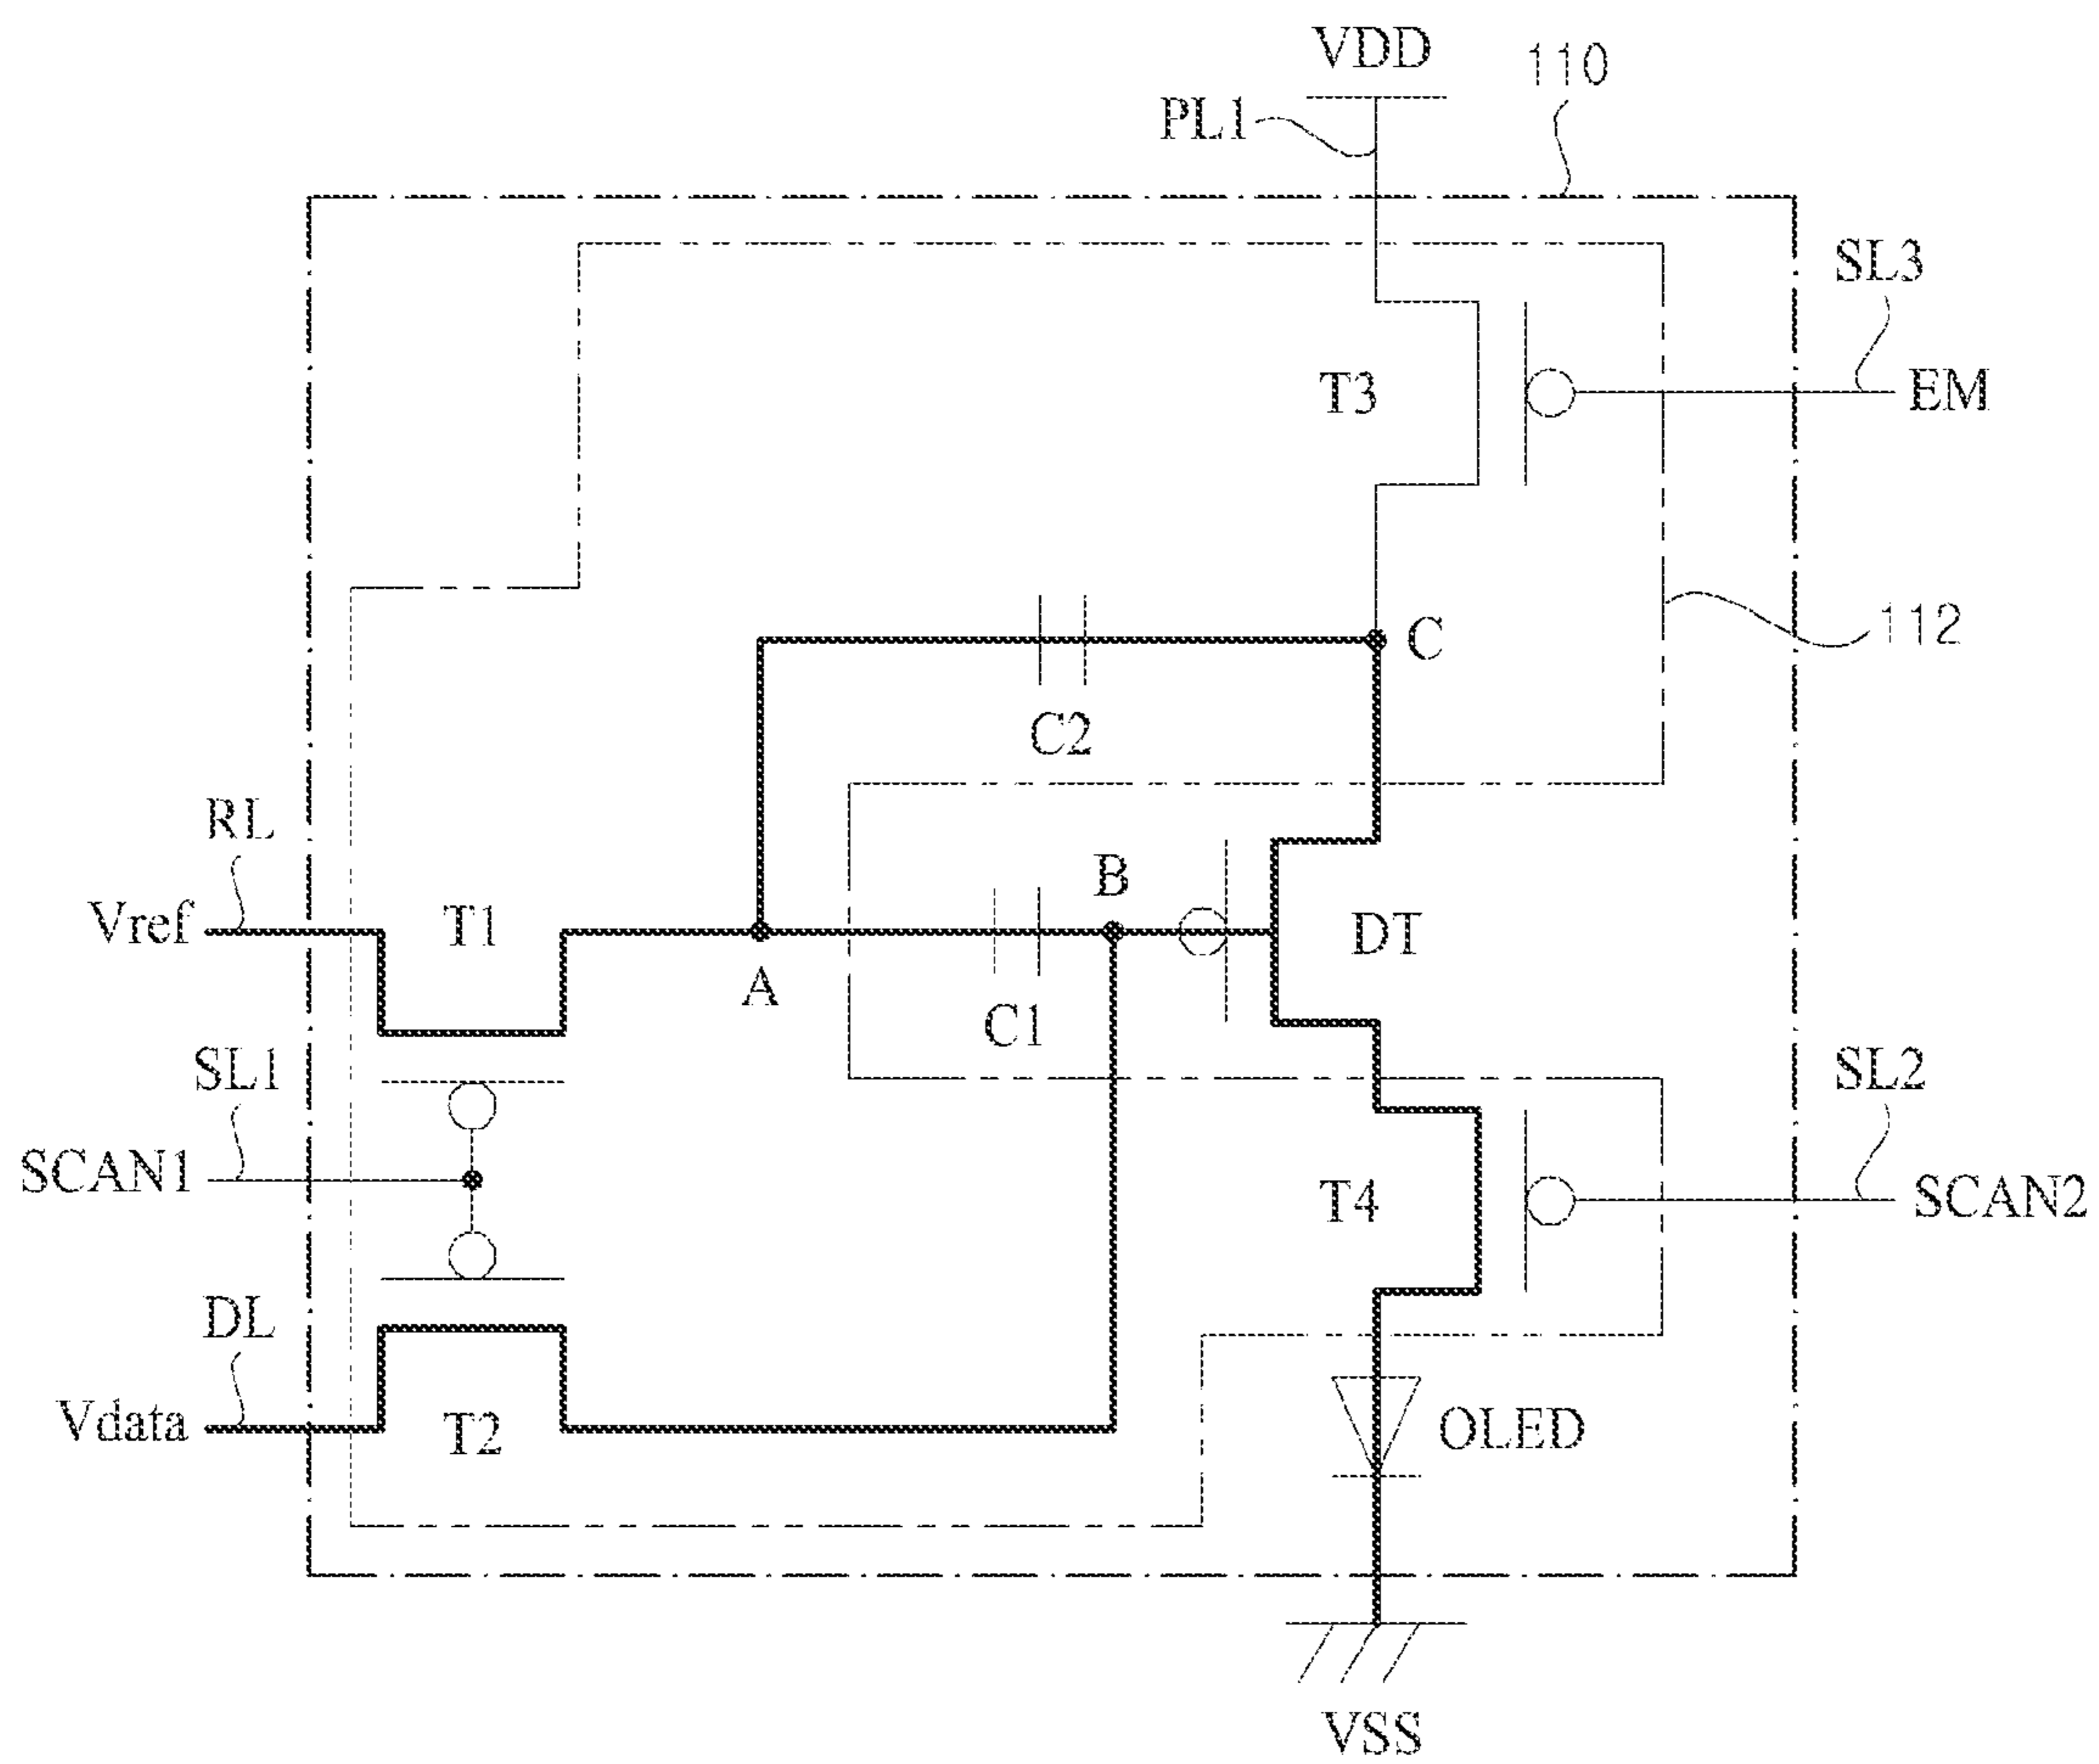 VDD
110
PL1
SL3
T3
EM
C
112
C2
RL
B
Vref
T1
DT
A
C1
SL1
SL2
SCAN1
T4
SCAN2
DL
Vdata
T2
OLED
VSS